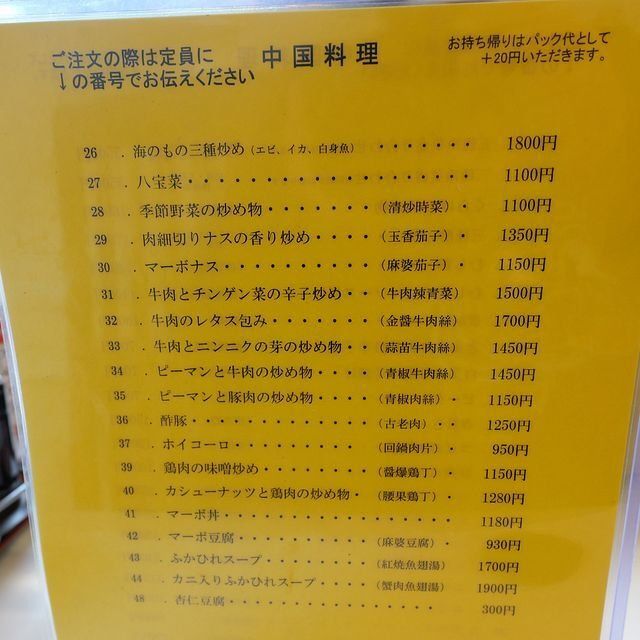 ご注文の際は定員に
↓の番号でお伝えください
中国料理
お持ち帰りはパック代として
+20円いただきます。
26 .海のもの三種炒め(エビ、イカ、白身魚) ・・・・・・・ 1800円
27 .八宝菜・・・・・・・・・・・・・・・・・・・ 1100円
28 .季節野菜の炒め物・・・・・・・(清炒時菜)・ 1100円
29 .肉細切りナスの香り炒め・・・・(玉香茄子) 1350円
30 .マーボナス・・・・・・・・・・(麻婆茄子)・ 1150円
31 .牛肉とチンゲン菜の辛子炒め・・(牛肉辣青菜) 1500円
32 .牛肉のレタス包み・・・・・・・(金醬牛肉絲) 1700円
33 .牛肉とニンニクの芽の炒め物・・(蒜苗牛肉絲) 1450円
34 .ピーマンと牛肉の炒め物・・・・(青椒牛肉絲) 1450円
35 .ピーマンと豚肉の炒め物・・・・(青椒肉絲)・ 1150円
36 .酢豚・・・・・・・・・・・・・(古老肉)・・ 1250円
37 .ホイコーロ・・・・・・・・・・ (回鍋肉片)・ 950円
39 .鶏肉の味噌炒め・・・・・・・・(醬爆鶏丁)・ 1150円
40 .カシューナッツと鶏肉の炒め物・(腰果鶏丁)・ 1280円
41 .マーボ丼・・・・・・・・・・・・・・・・・・ 1180円
42 .マーボ豆腐・・・・・・・・・・(麻婆豆腐)・ 930円
43 .ふかひれスープ・・・・・・・・(紅焼魚翅湯) 1700円
44 .カニ入りふかひれスープ・・・・(蟹肉魚翅湯) 1900円
48 .杏仁豆腐・・・・・・・・・・・・・・・・・ 300円